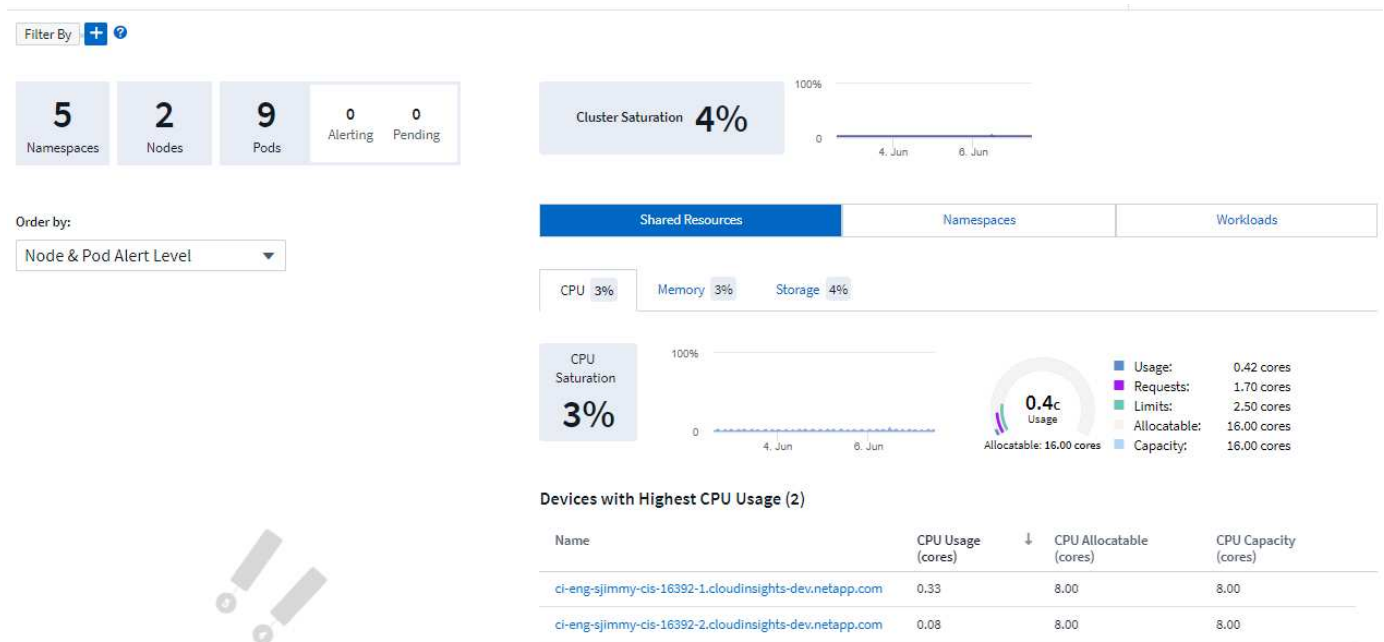 Filter By + ?
5
Namespaces
2
Nodes
9
Pods
0
Alerting
0
Pending
Cluster Saturation 4%
100%
0
4. Jun 6. Jun
Order by:
Node & Pod Alert Level
Shared Resources Namespaces Workloads
CPU 3% Memory 3% Storage 4%
CPU
Saturation
3%
100%
0
4. Jun 6. Jun
0.4c
Usage
Allocatable: 16.00 cores
Usage: 0.42 cores
Requests: 1.70 cores
Limits: 2.50 cores
Allocatable: 16.00 cores
Capacity: 16.00 cores
Devices with Highest CPU Usage (2)
Name CPU Usage ↓ CPU Allocatable CPU Capacity
(cores) (cores) (cores)
ci-eng-sjimmy-cis-16392-1.cloudinsights-dev.netapp.com 0.33 8.00 8.00
ci-eng-sjimmy-cis-16392-2.cloudinsights-dev.netapp.com 0.08 8.00 8.00